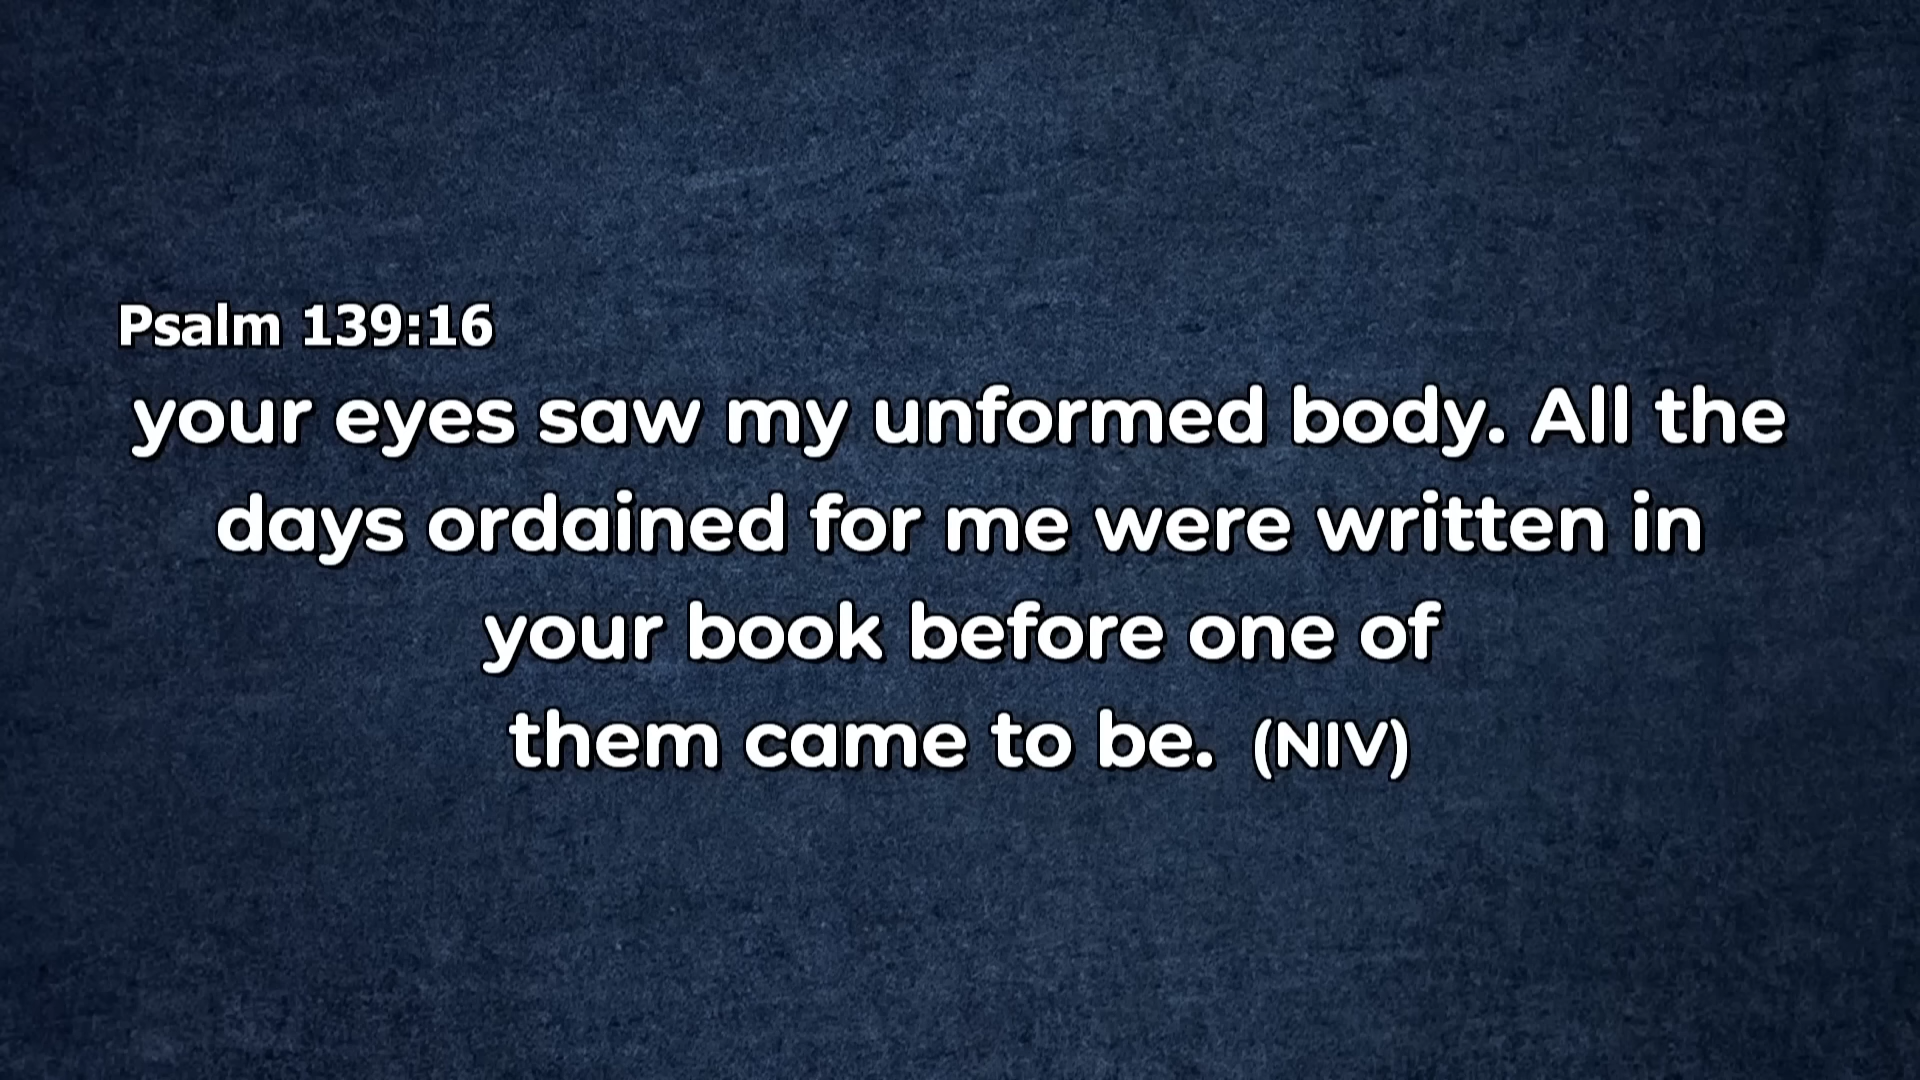 Psalm 139:16
your eyes saw my unformed body. All the
days ordained for me were written in
your book before one of
them came to be. (NIV)